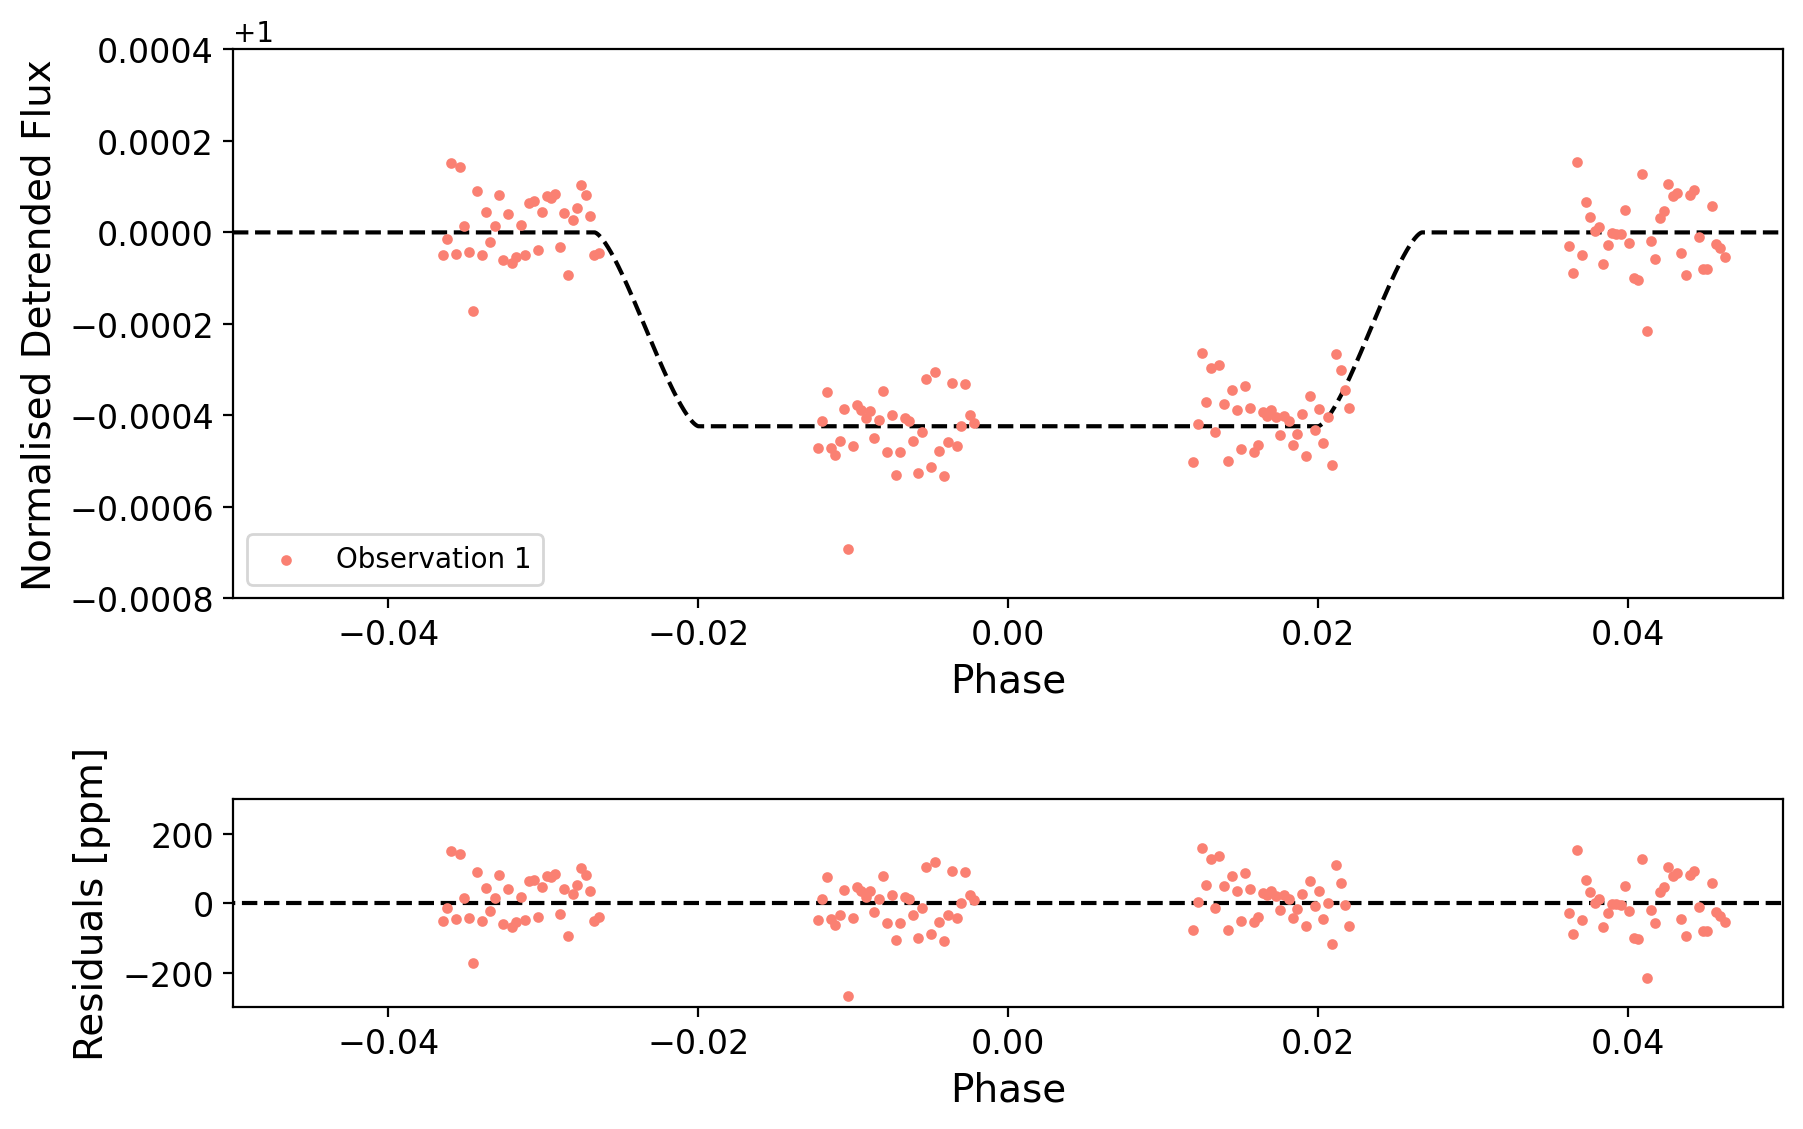 +1
0.0004
0.0002
0.0000
−0.0002
−0.0004
−0.0006
−0.0008
Normalised Detrended Flux
Observation 1
−0.04 −0.02 0.00 0.02 0.04
Phase
200
0
−200
Residuals [ppm]
−0.04 −0.02 0.00 0.02 0.04
Phase